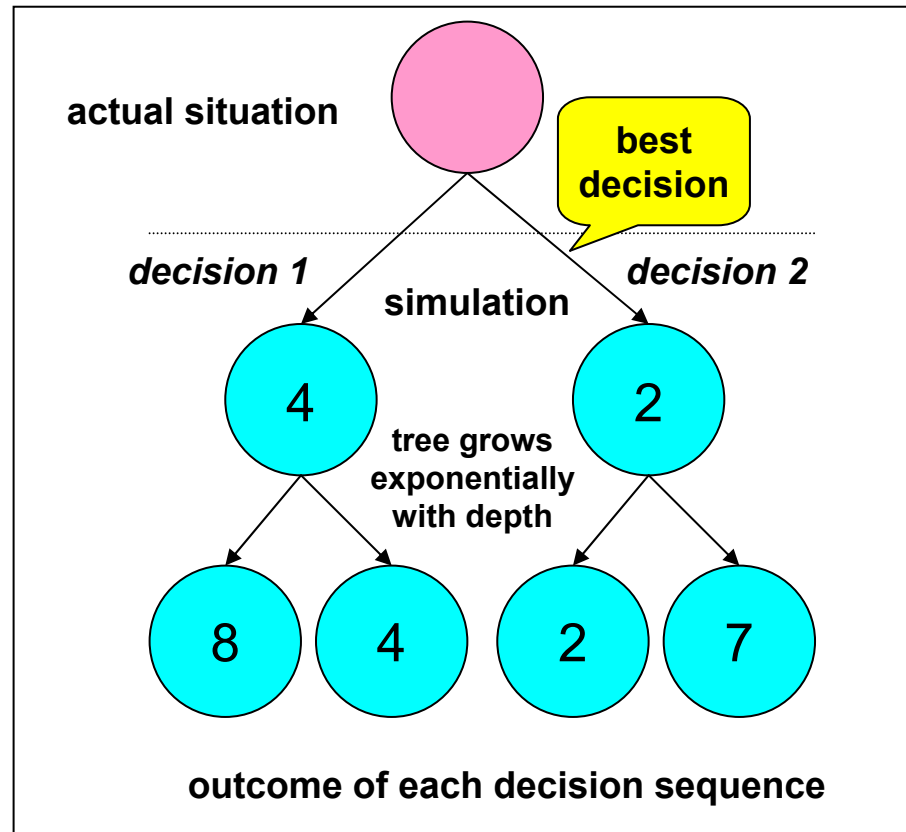 actual situation
best
decision
decision 1
decision 2
simulation
4
2
tree grows
exponentially
with depth
8
4
2
7
outcome of each decision sequence